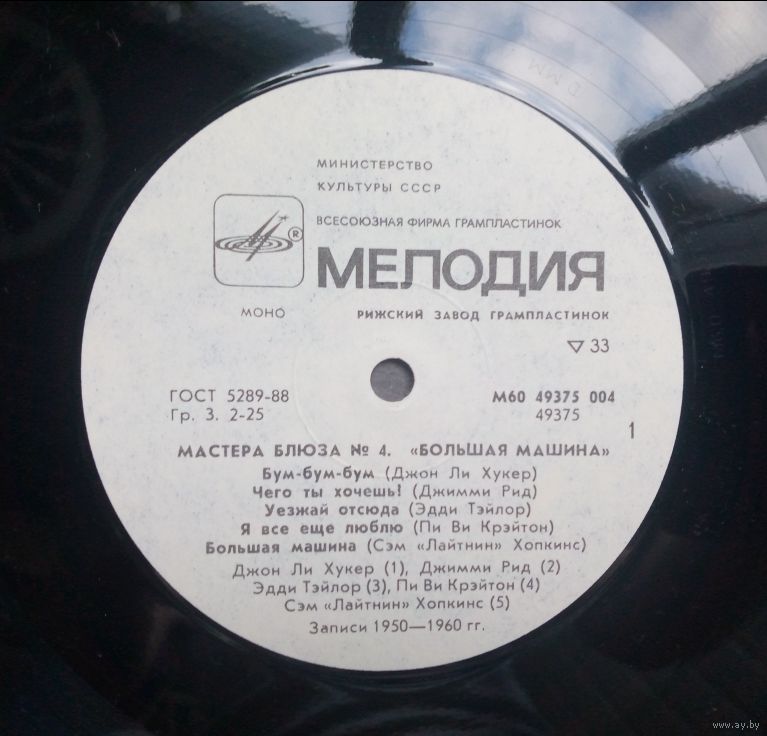 DMM
МИНИСТЕРСТВО
КУЛЬТУРЫ СССР
ВСЕСОЮЗНАЯ ФИРМА ГРАМПЛАСТИНОК
®
МЕЛОДИЯ
МОНО
РИЖСКИЙ ЗАВОД ГРАМПЛАСТИНОК
▽ 33
ГОСТ 5289-88
М60 49375 004
Гр. 3. 2-25
49375
1
МАСТЕРА БЛЮЗА № 4. «БОЛЬШАЯ МАШИНА»
Бум-бум-бум (Джон Ли Хукер)
Чего ты хочешь! (Джимми Рид)
Уезжай отсюда (Эдди Тэйлор)
Я все еще люблю (Пи Ви Крэйтон)
Большая машина (Сэм «Лайтнин» Хопкинс)
Джон Ли Хукер (1), Джимми Рид (2)
Эдди Тэйлор (3), Пи Ви Крэйтон (4)
Сэм «Лайтнин» Хопкинс (5)
Записи 1950—1960 гг.
www.ay.by